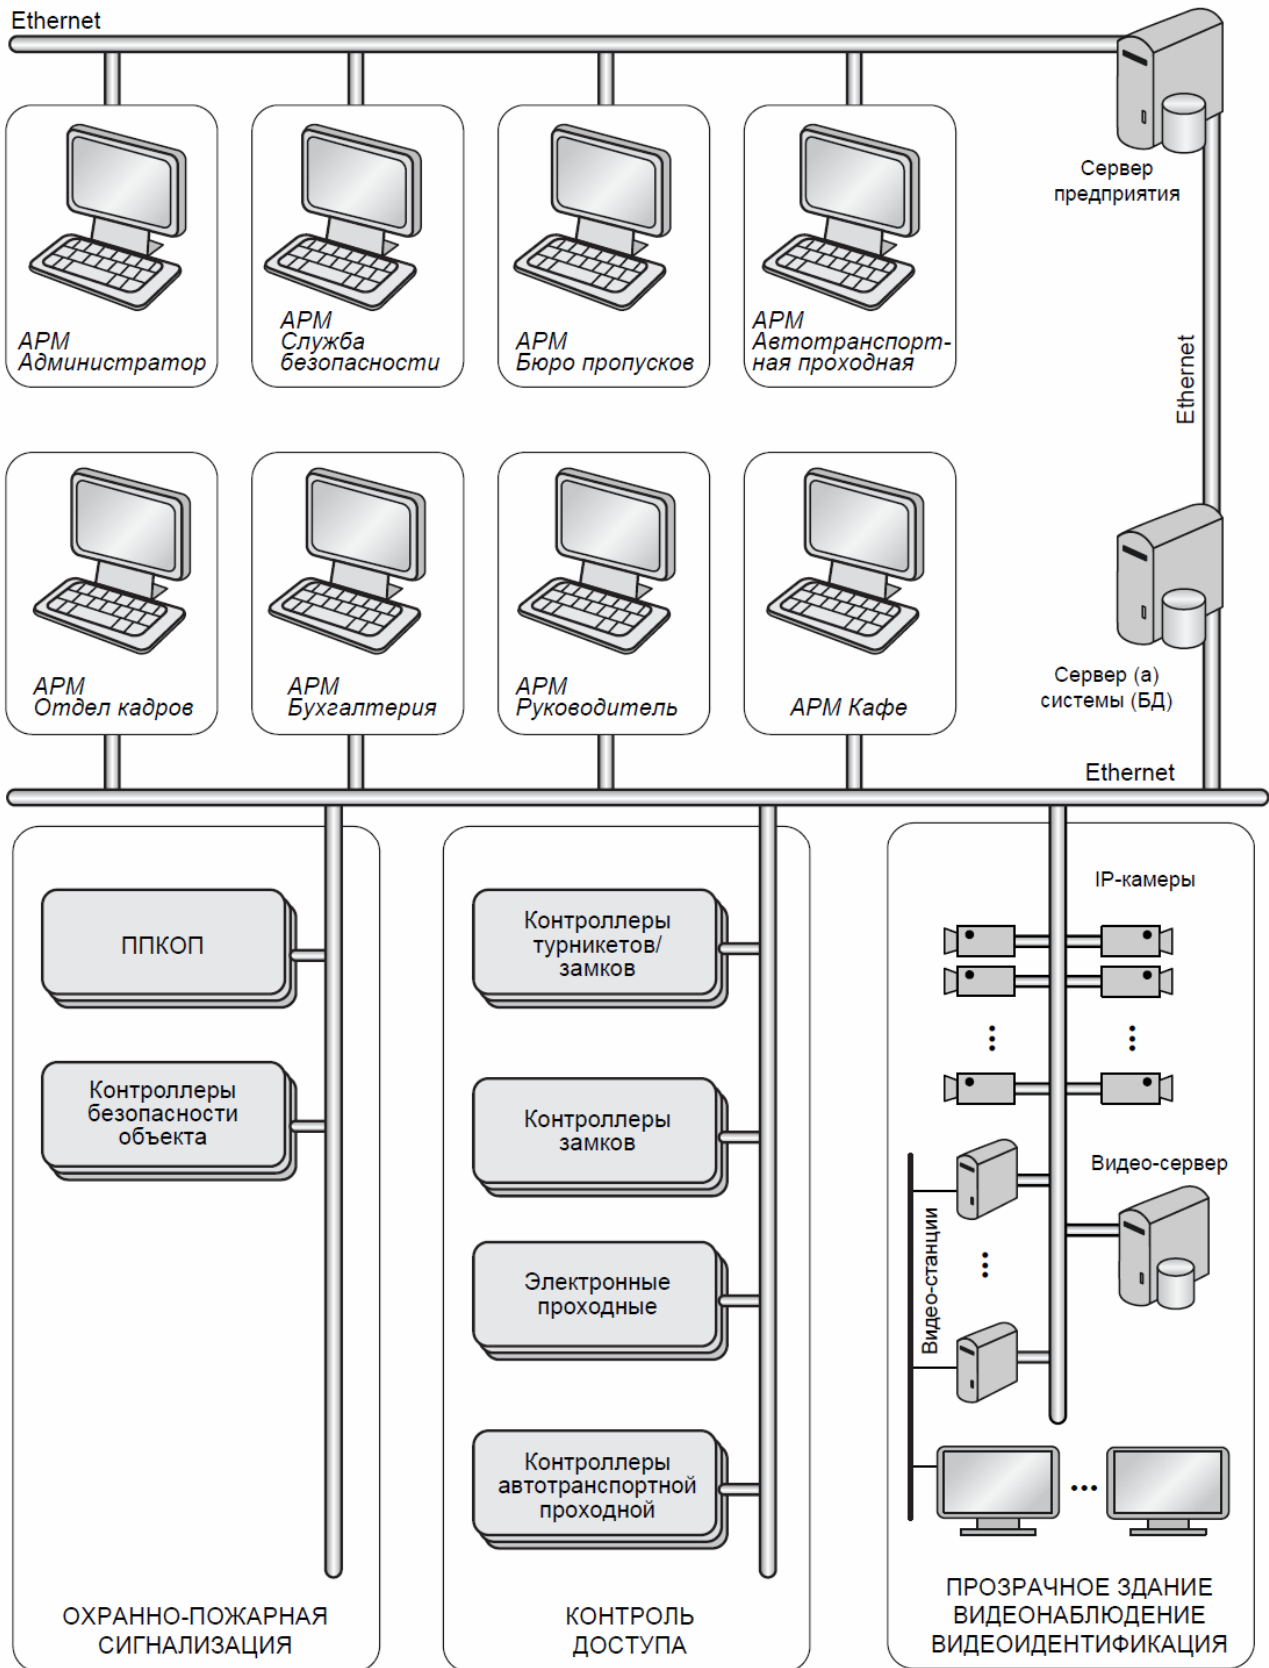 Ethernet
Сервер
предприятия
АРМ
Администратор
АРМ
Служба
безопасности
АРМ
Бюро пропусков
АРМ
Автотранспорт-
ная проходная
Ethernet
АРМ
Отдел кадров
АРМ
Бухгалтерия
АРМ
Руководитель
АРМ Кафе
Сервер (а)
системы (БД)
Ethernet
ППКОП
Контроллеры
безопасности
объекта
ОХРАННО-ПОЖАРНАЯ
СИГНАЛИЗАЦИЯ
Контроллеры
турникетов/
замков
Контроллеры
замков
Электронные
проходные
Контроллеры
автотранспортной
проходной
КОНТРОЛЬ
ДОСТУПА
IP-камеры
Видео-сервер
Видео-станции
ПРОЗРАЧНОЕ ЗДАНИЕ
ВИДЕОНАБЛЮДЕНИЕ
ВИДЕОИДЕНТИФИКАЦИЯ